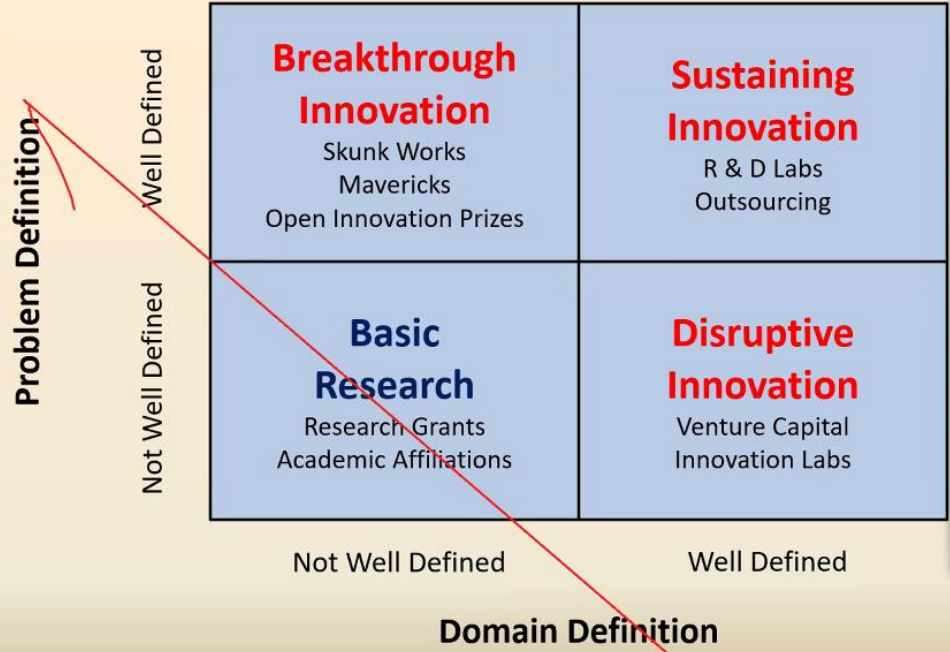 Problem Definition
Well Defined
Not Well Defined
Breakthrough
Innovation
Skunk Works
Mavericks
Open Innovation Prizes
Sustaining
Innovation
R & D Labs
Outsourcing
Basic
Research
Research Grants
Academic Affiliations
Disruptive
Innovation
Venture Capital
Innovation Labs
Not Well Defined
Well Defined
Domain Definition